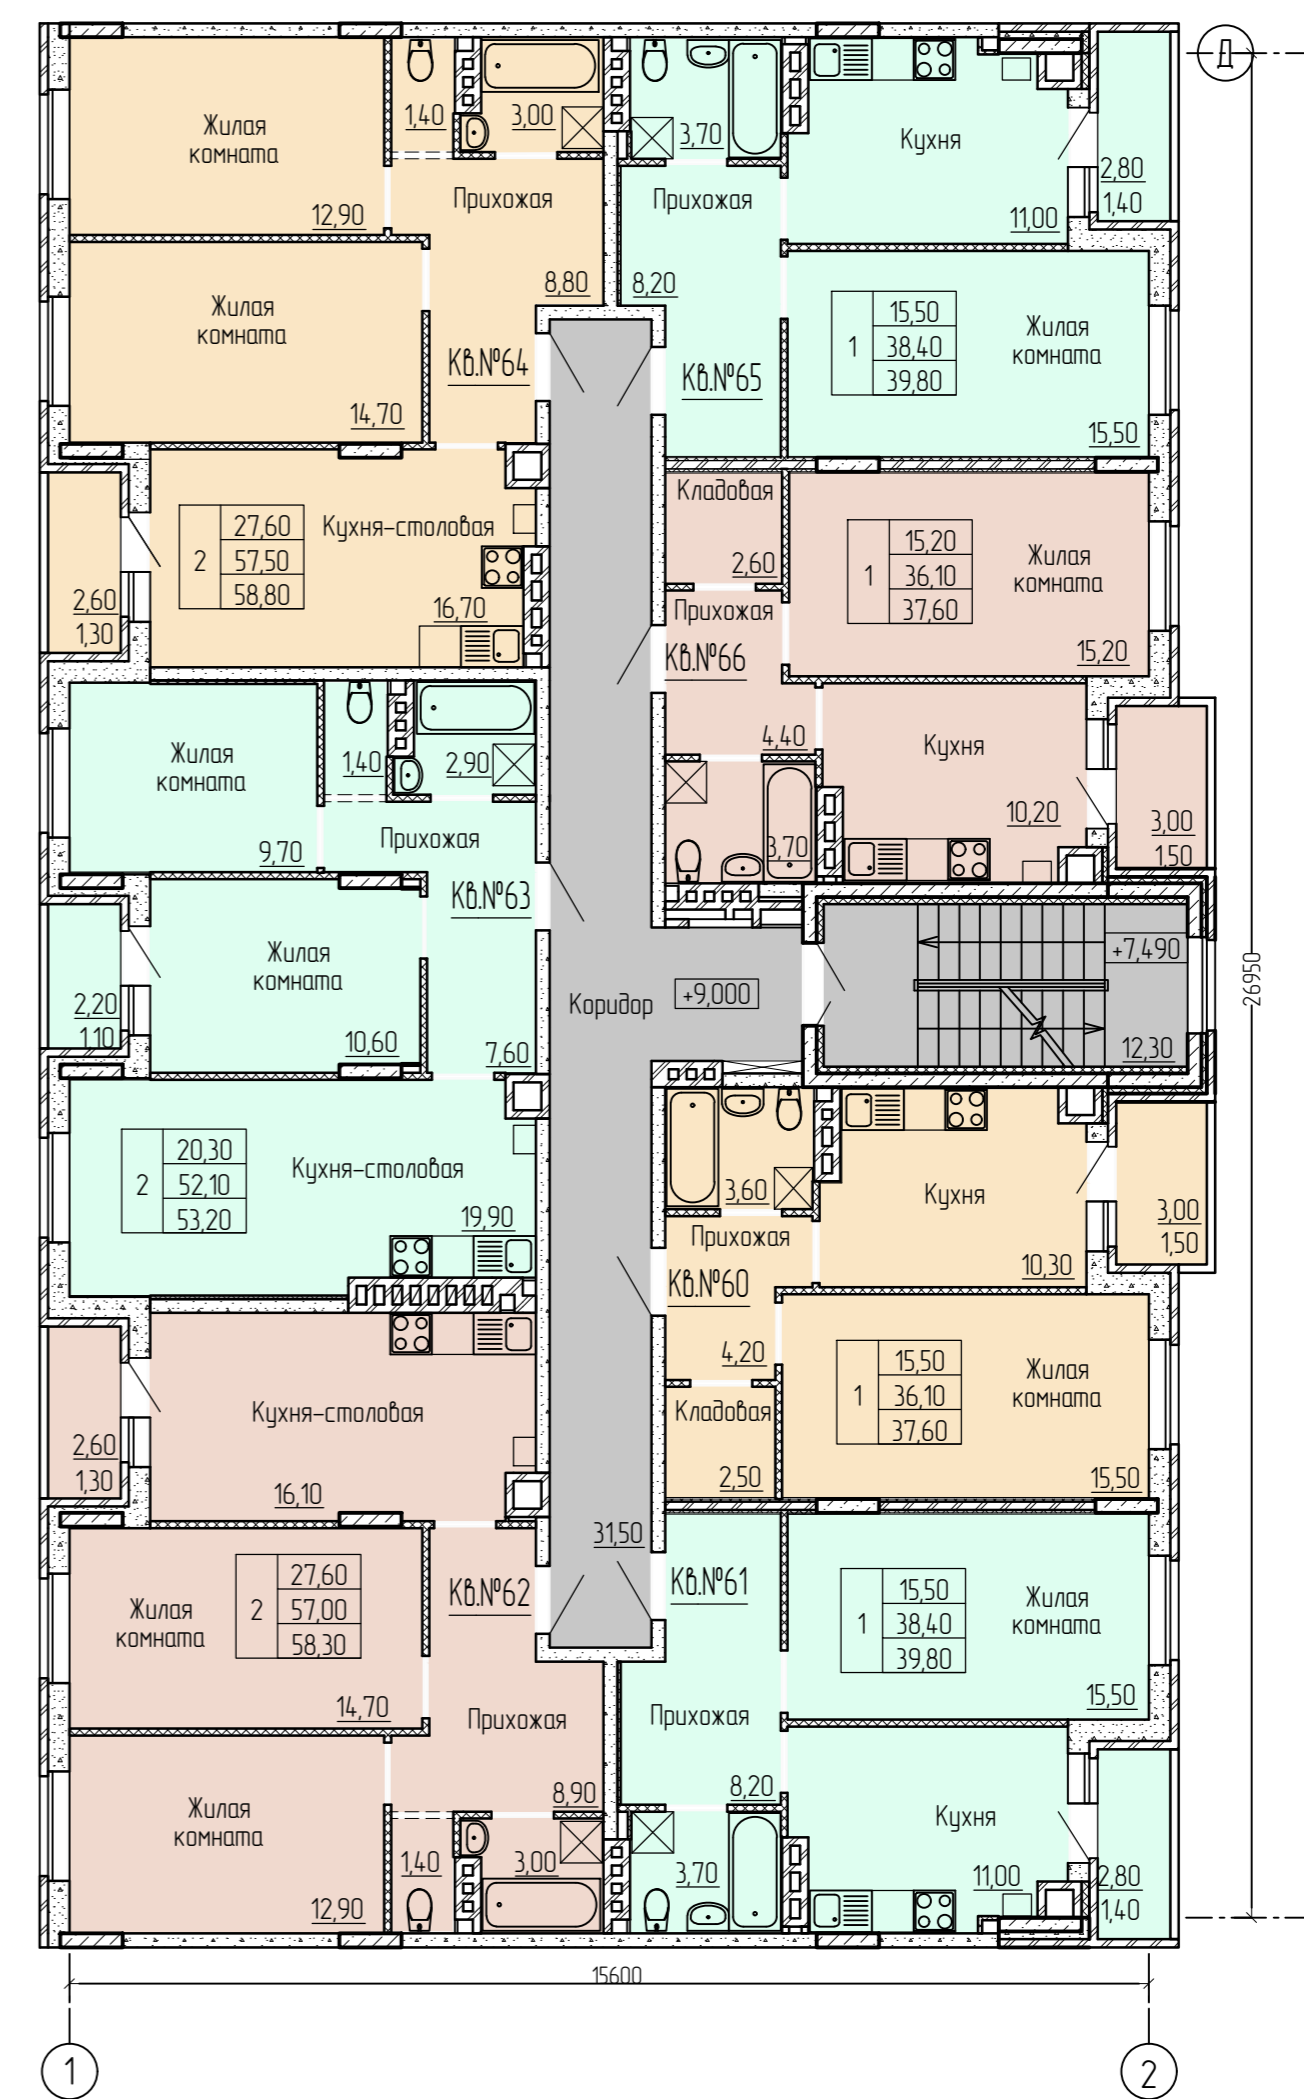 Д
Жилая
комната
12,90
1,40
3,00
Прихожая
8,80
3,70
Прихожая
8,20
Кухня
11,00
2,80
1,40
Жилая
комната
14,70
Кв.№64
Кв.№65
1
15,50
38,40
39,80
Жилая
комната
15,50
2
27,60
57,50
58,80
Кухня-столовая
16,70
2,60
1,30
Кладовая
2,60
1
15,20
36,10
37,60
Жилая
комната
15,20
Прихожая
Кв.№66
4,40
Кухня
10,20
3,70
3,00
1,50
Жилая
комната
9,70
1,40
2,90
Прихожая
Кв.№63
7,60
Жилая
комната
10,60
2,20
1,10
Коридор
+9,000
+7,490
12,30
26950
2
20,30
52,10
53,20
Кухня-столовая
19,90
3,60
Кухня
10,30
3,00
1,50
Прихожая
Кв.№60
4,20
Кладовая
2,50
1
15,50
36,10
37,60
Жилая
комната
15,50
Кухня-столовая
16,10
2,60
1,30
31,50
Жилая
комната
2
27,60
57,00
58,30
14,70
Кв.№62
Прихожая
8,90
Кв.№61
1
15,50
38,40
39,80
Жилая
комната
15,50
Прихожая
8,20
Жилая
комната
12,90
1,40
3,00
3,70
Кухня
11,00
2,80
1,40
15600
1
2